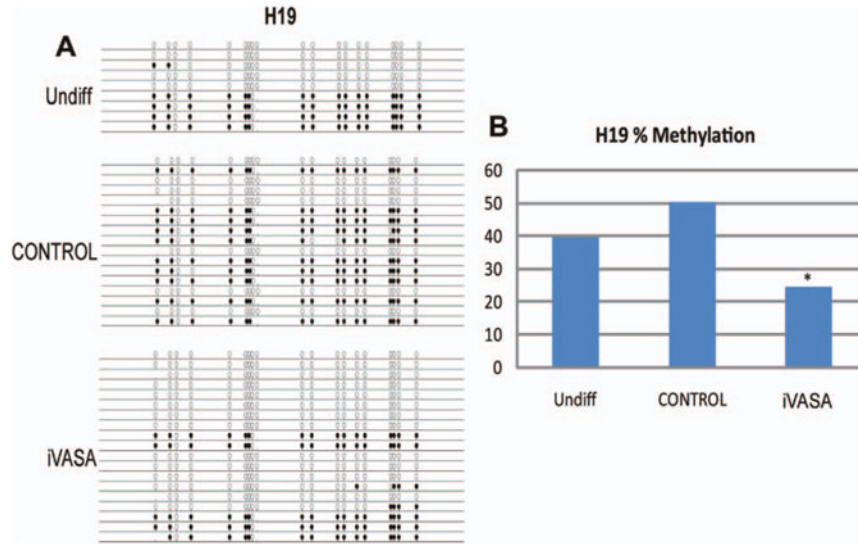 H19
A
Undiff
CONTROL
iVASA
B
H19 % Methylation
60
50
40
30
20
10
0
*
Undiff
CONTROL
iVASA